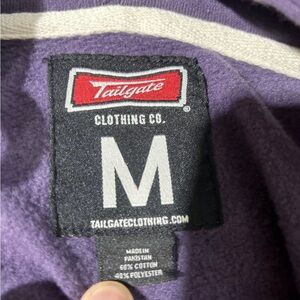 Tailgate
®
CLOTHING CO.
M
TAILGATECLOTHING.COM
MADE IN
PAKISTAN
60% COTTON
40% POLYESTER